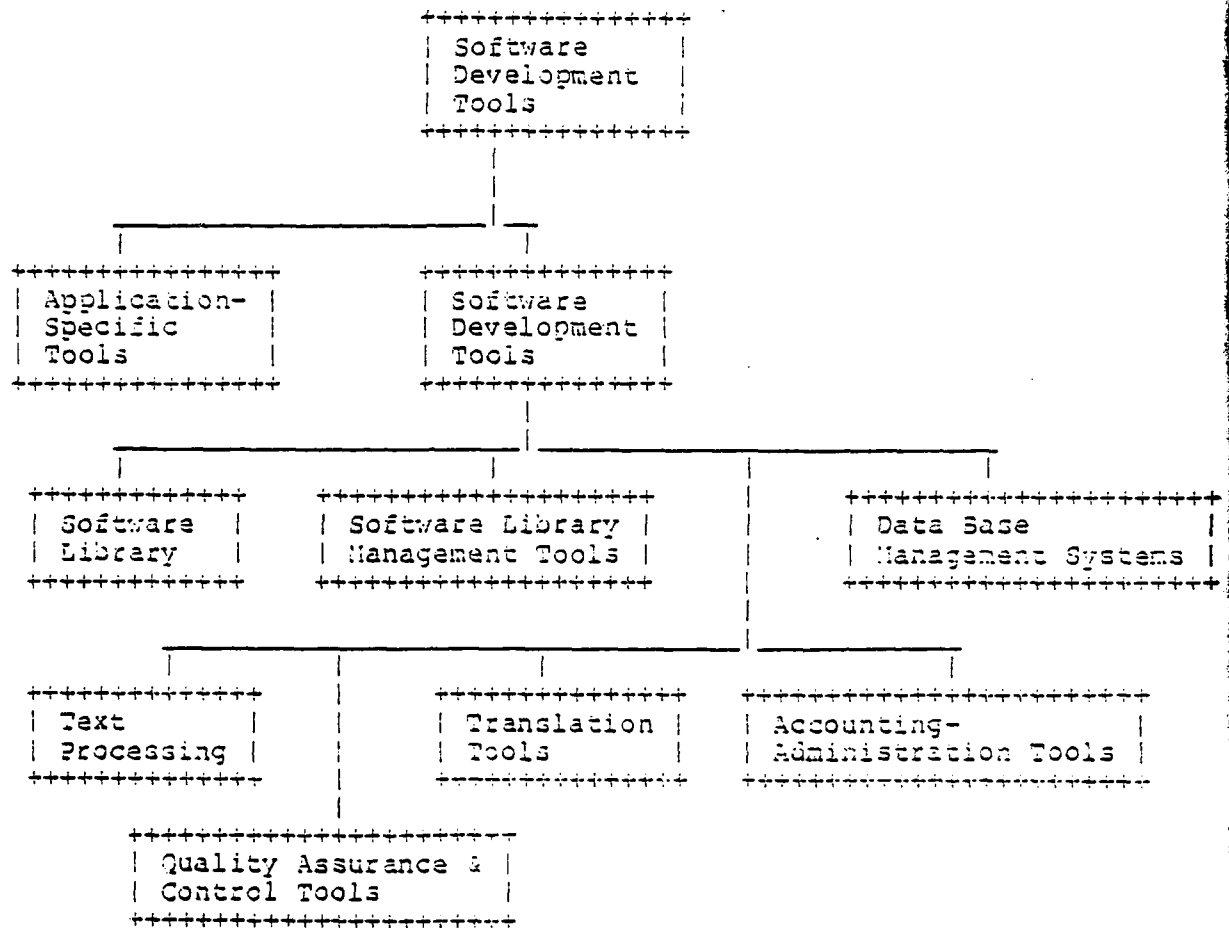 Software
Development
Tools
Application-
Specific
Tools
Software
Development
Tools
Software
Library
Software Library
Management Tools
Data Base
Management Systems
Text
Processing
Translation
Tools
Accounting-
Administration Tools
Quality Assurance &
Control Tools